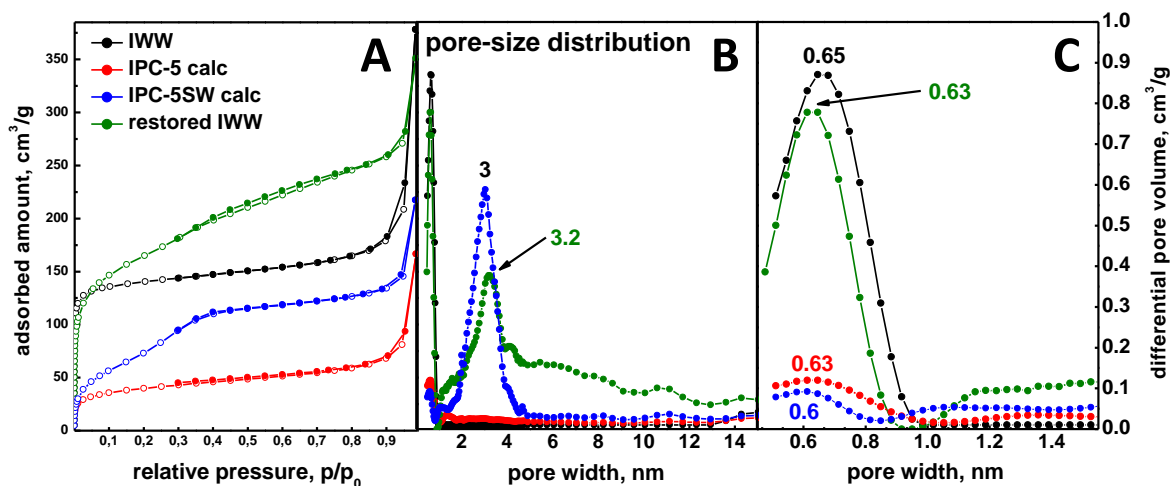 adsorbed amount, cm³/g
350
300
250
200
150
100
50
0
IWW
IPC-5 calc
IPC-5SW calc
restored IWW
A
0,1 0,2 0,3 0,4 0,5 0,6 0,7 0,8 0,9
relative pressure, p/p₀
pore-size distribution
B
3
3.2
2 4 6 8 10 12 14
pore width, nm
C
0.65
0.63
0.63
0.6
0.6 0.8 1.0 1.2 1.4
pore width, nm
1.0
0.9
0.8
0.7
0.6
0.5
0.4
0.3
0.2
0.1
0.0
differential pore volume, cm³/g